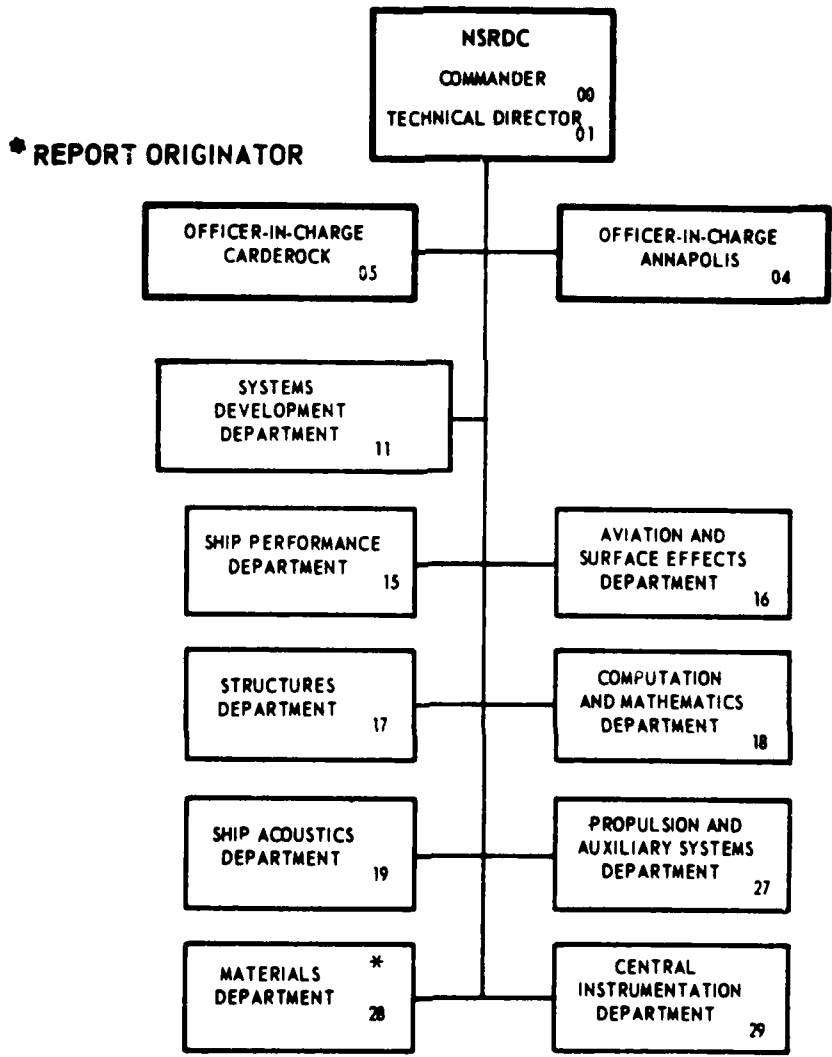 NSRDC
COMMANDER
00
TECHNICAL DIRECTOR
01
* REPORT ORIGINATOR
OFFICER-IN-CHARGE
CARDEROCK
05
OFFICER-IN-CHARGE
ANNAPOLIS
04
SYSTEMS
DEVELOPMENT
DEPARTMENT
11
SHIP PERFORMANCE
DEPARTMENT
15
AVIATION AND
SURFACE EFFECTS
DEPARTMENT
16
STRUCTURES
DEPARTMENT
17
COMPUTATION
AND MATHEMATICS
DEPARTMENT
18
SHIP ACOUSTICS
DEPARTMENT
19
PROPULSION AND
AUXILIARY SYSTEMS
DEPARTMENT
27
*
MATERIALS
DEPARTMENT
28
CENTRAL
INSTRUMENTATION
DEPARTMENT
29